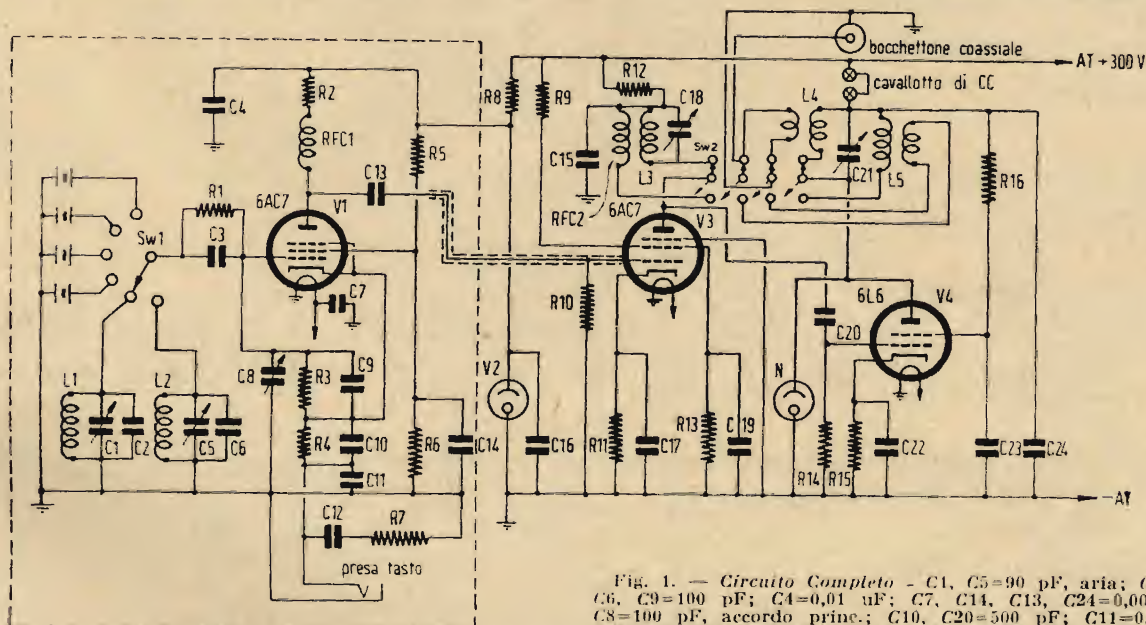 bocchettone coassiale
AT+300 V
cavallotto di CC
R2
C4
RFC1
R5
R8
R9
R12
C18
C15
L3
Sw2
L4
C21
L5
R16
RFC2
R1
C3
Sw1
6AC7
V1
C13
6AC7
V3
C7
R10
6L6
V4
C20
L1
C1
C2
L2
C5
C6
C8
R3
C9
R4
C10
C11
R6
C14
V2
C16
R11
C17
R13
C19
N
R14
R15
C22
C23
C24
C12
R7
presa tasto
-AT
Fig. 1. — Circuito Completo - C1, C5=90 pF, aria;
C6, C9=100 pF; C4=0,01 uF; C7, C14, C13, C24=0,00
C8=100 pF, accordo princ.; C10, C20=500 pF; C11=0,